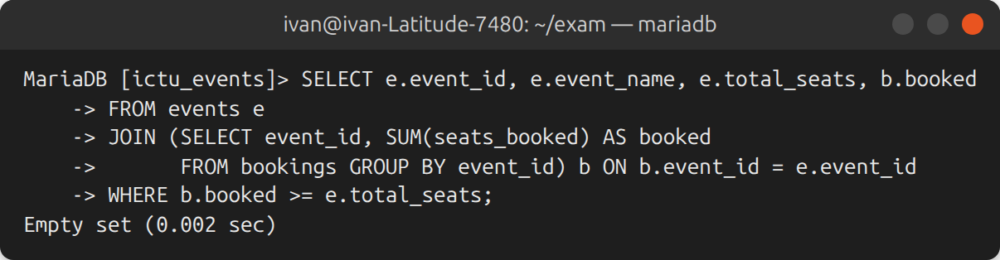 ivan@ivan-Latitude-7480: ~/exam — mariadb
MariaDB [ictu_events]> SELECT e.event_id, e.event_name, e.total_seats, b.booked
    -> FROM events e
    -> JOIN (SELECT event_id, SUM(seats_booked) AS booked
    ->       FROM bookings GROUP BY event_id) b ON b.event_id = e.event_id
    -> WHERE b.booked >= e.total_seats;
Empty set (0.002 sec)